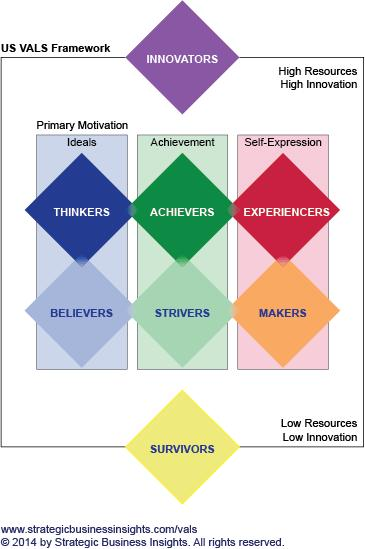 US VALS Framework
INNOVATORS
High Resources
High Innovation
Primary Motivation
Ideals
Achievement
Self-Expression
THINKERS
ACHIEVERS
EXPERIENCERS
BELIEVERS
STRIVERS
MAKERS
Low Resources
Low Innovation
SURVIVORS
www.strategicbusinessinsights.com/vals
© 2014 by Strategic Business Insights. All rights reserved.